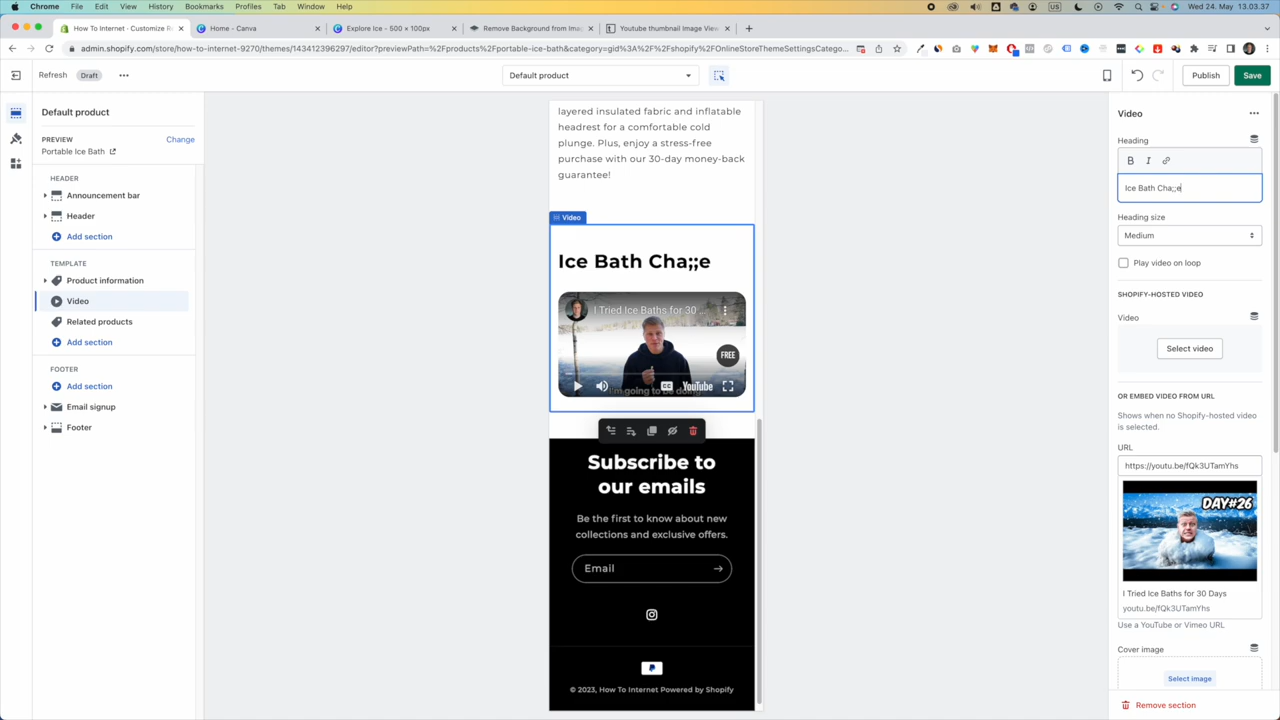 Chrome File Edit View History Bookmarks Profiles Tab Window Help
Wed 24. May 13.03.37
How To Internet · Customize R
Home - Canva
Explore Ice – 500 × 100px
Remove Background from Imag
Youtube thumbnail Image View
admin.shopify.com/store/how-to-internet-9270/themes/143412396297/editor?previewPath=%2Fproducts%2Fportable-ice-bath&category=gid%3A%2F%2Fshopify%2FOnlineStoreThemeSettingsCatego...
Refresh Draft
Default product
Publish
Save
Default product
PREVIEW
Change
Portable Ice Bath
HEADER
Announcement bar
Header
Add section
TEMPLATE
Product information
Video
Related products
Add section
FOOTER
Add section
Email signup
Footer
layered insulated fabric and inflatable
headrest for a comfortable cold
plunge. Plus, enjoy a stress-free
purchase with our 30-day money-back
guarantee!
Video
Ice Bath Cha;;e
I Tried Ice Baths for 30 ...
FREE
I'm going to be doing
YouTube
Subscribe to
our emails
Be the first to know about new
collections and exclusive offers.
Email
© 2023, How To Internet Powered by Shopify
Video
Heading
B I
Ice Bath Cha;;e
Heading size
Medium
Play video on loop
SHOPIFY-HOSTED VIDEO
Video
Select video
OR EMBED VIDEO FROM URL
Shows when no Shopify-hosted video
is selected.
URL
https://youtu.be/fQk3UTamYhs
DAY#26
I Tried Ice Baths for 30 Days
youtu.be/fQk3UTamYhs
Use a YouTube or Vimeo URL
Cover image
Select image
Remove section